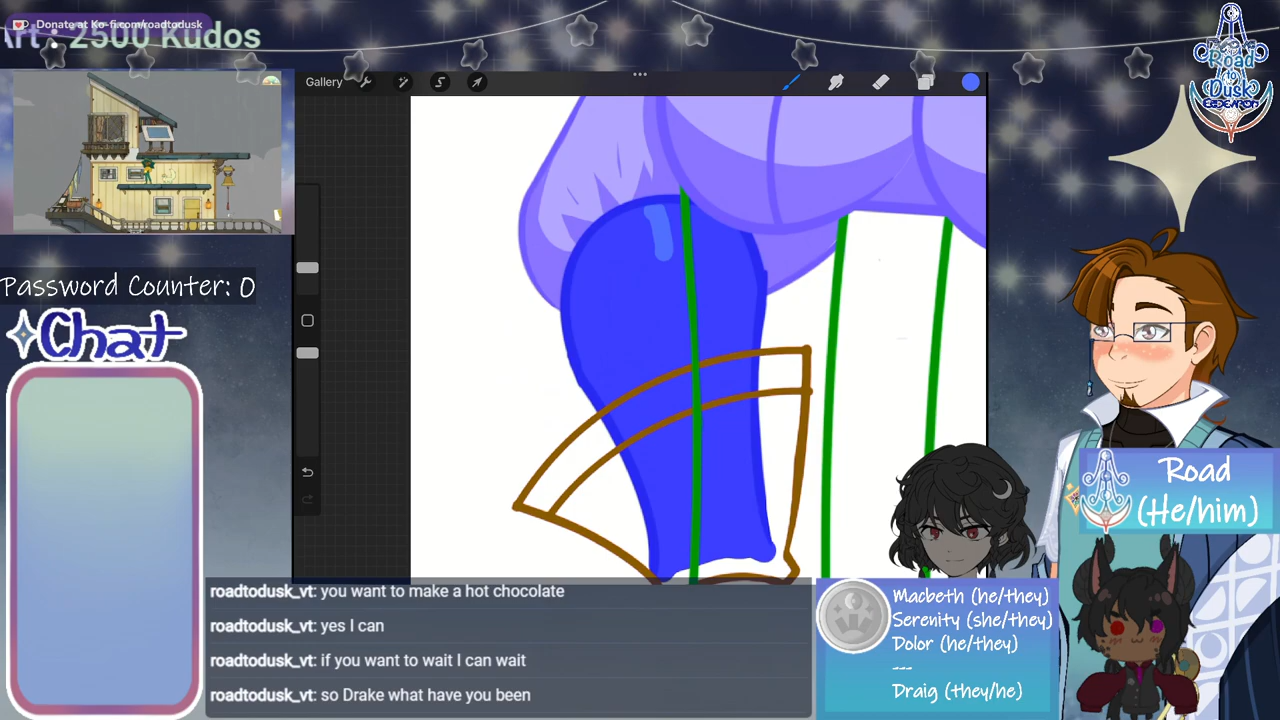 Donate at Ko-fi.com/roadtodusk
Art : 2500 Kudos
Gallery
Road
to
Dusk
Password Counter: 0
Chat
Road
(He/him)
roadtodusk_vt: you want to make a hot chocolate
roadtodusk_vt: yes I can
roadtodusk_vt: if you want to wait I can wait
roadtodusk_vt: so Drake what have you been
Macbeth (he/they)
Serenity (she/they)
Dolor (he/they)
---
Draig (they/he)